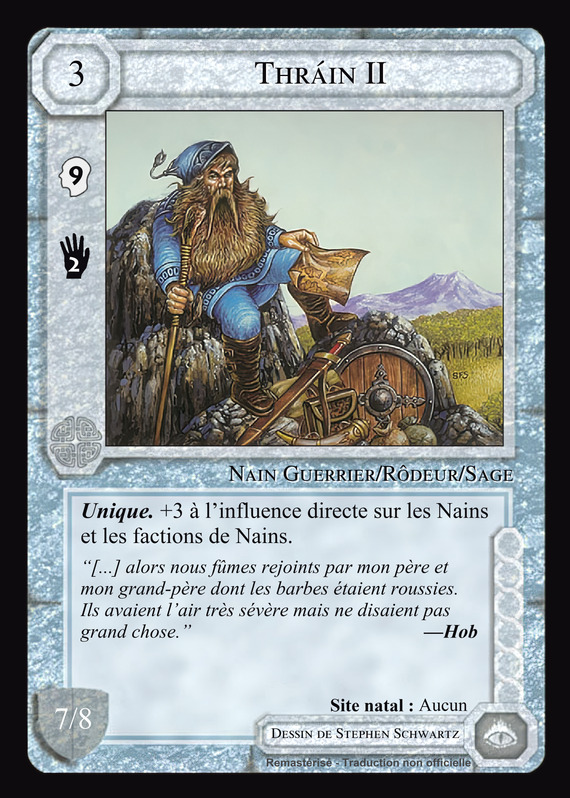 3
THRÁIN II
9
2
SFS
NAIN GUERRIER/RÔDEUR/SAGE
Unique. +3 à l’influence directe sur les Nains
et les factions de Nains.
“[...] alors nous fûmes rejoints par mon père et
mon grand-père dont les barbes étaient roussies.
Ils avaient l’air très sévère mais ne disaient pas
grand chose.” —Hob
Site natal : Aucun
7/8
DESSIN DE STEPHEN SCHWARTZ
Remastérisé - Traduction non officielle